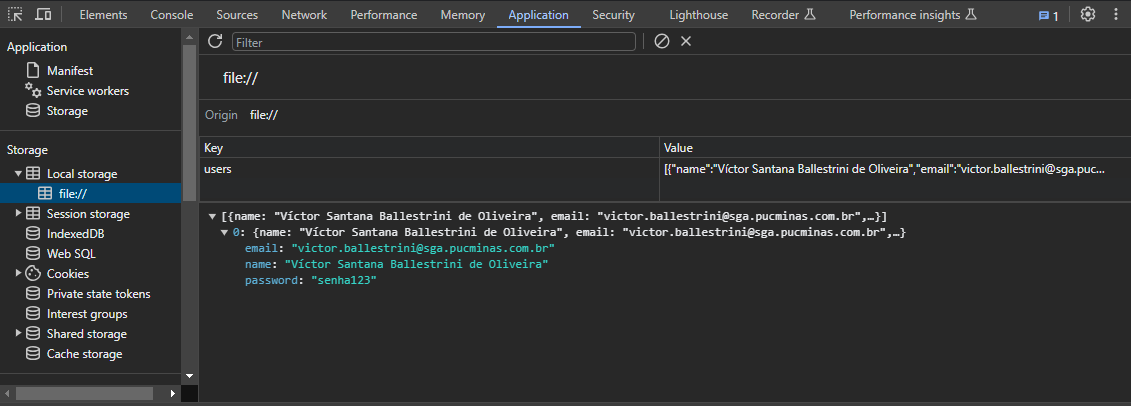 Elements Console Sources Network Performance Memory Application Security Lighthouse Recorder Performance insights 1
Application
Manifest
Service workers
Storage
Storage
Local storage
file://
Session storage
IndexedDB
Web SQL
Cookies
Private state tokens
Interest groups
Shared storage
Cache storage
Filter
file://
Origin file://
Key Value
users [{"name":"Víctor Santana Ballestrini de Oliveira","email":"victor.ballestrini@sga.puc...
[{name: "Víctor Santana Ballestrini de Oliveira", email: "victor.ballestrini@sga.pucminas.com.br",…}]
0: {name: "Víctor Santana Ballestrini de Oliveira", email: "victor.ballestrini@sga.pucminas.com.br",…}
email: "victor.ballestrini@sga.pucminas.com.br"
name: "Víctor Santana Ballestrini de Oliveira"
password: "senha123"